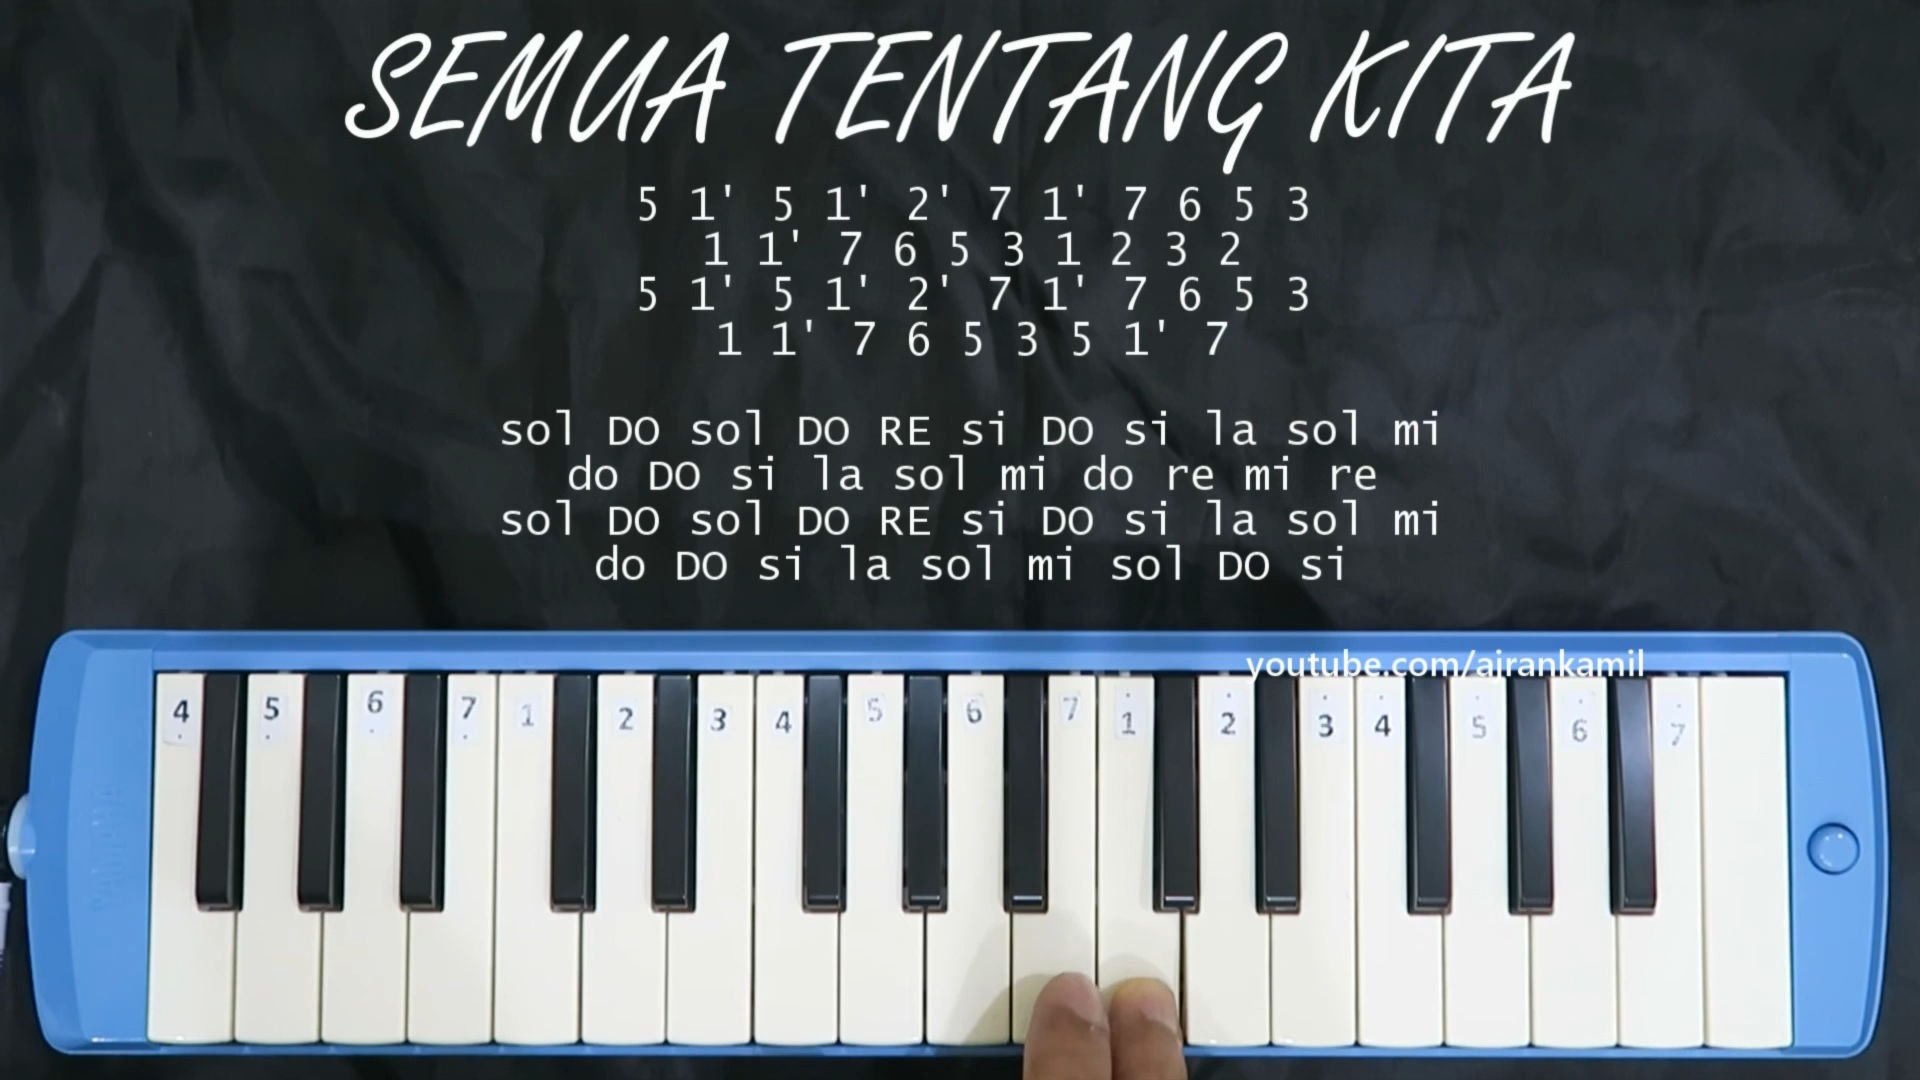 SEMUA TENTANG KITA
5 1' 5 1' 2' 7 1' 7 6 5 3
1 1' 7 6 5 3 1 2 3 2
5 1' 5 1' 2' 7 1' 7 6 5 3
1 1' 7 6 5 3 5 1' 7
sol DO sol DO RE si DO si la sol mi
do DO si la sol mi do re mi re
sol DO sol DO RE si DO si la sol mi
do DO si la sol mi sol DO si
youtube.com/ajrankamil
4 5 6 7 1 2 3 4 5 6 7 1 2 3 4 5 6 7
YAMAHA